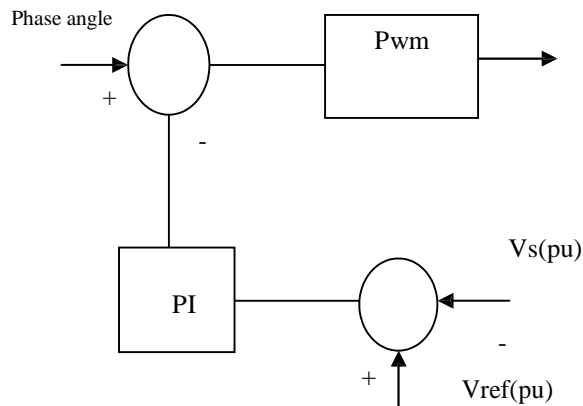 Phase angle
Pwm
+
-
Vs(pu)
PI
-
+
Vref(pu)